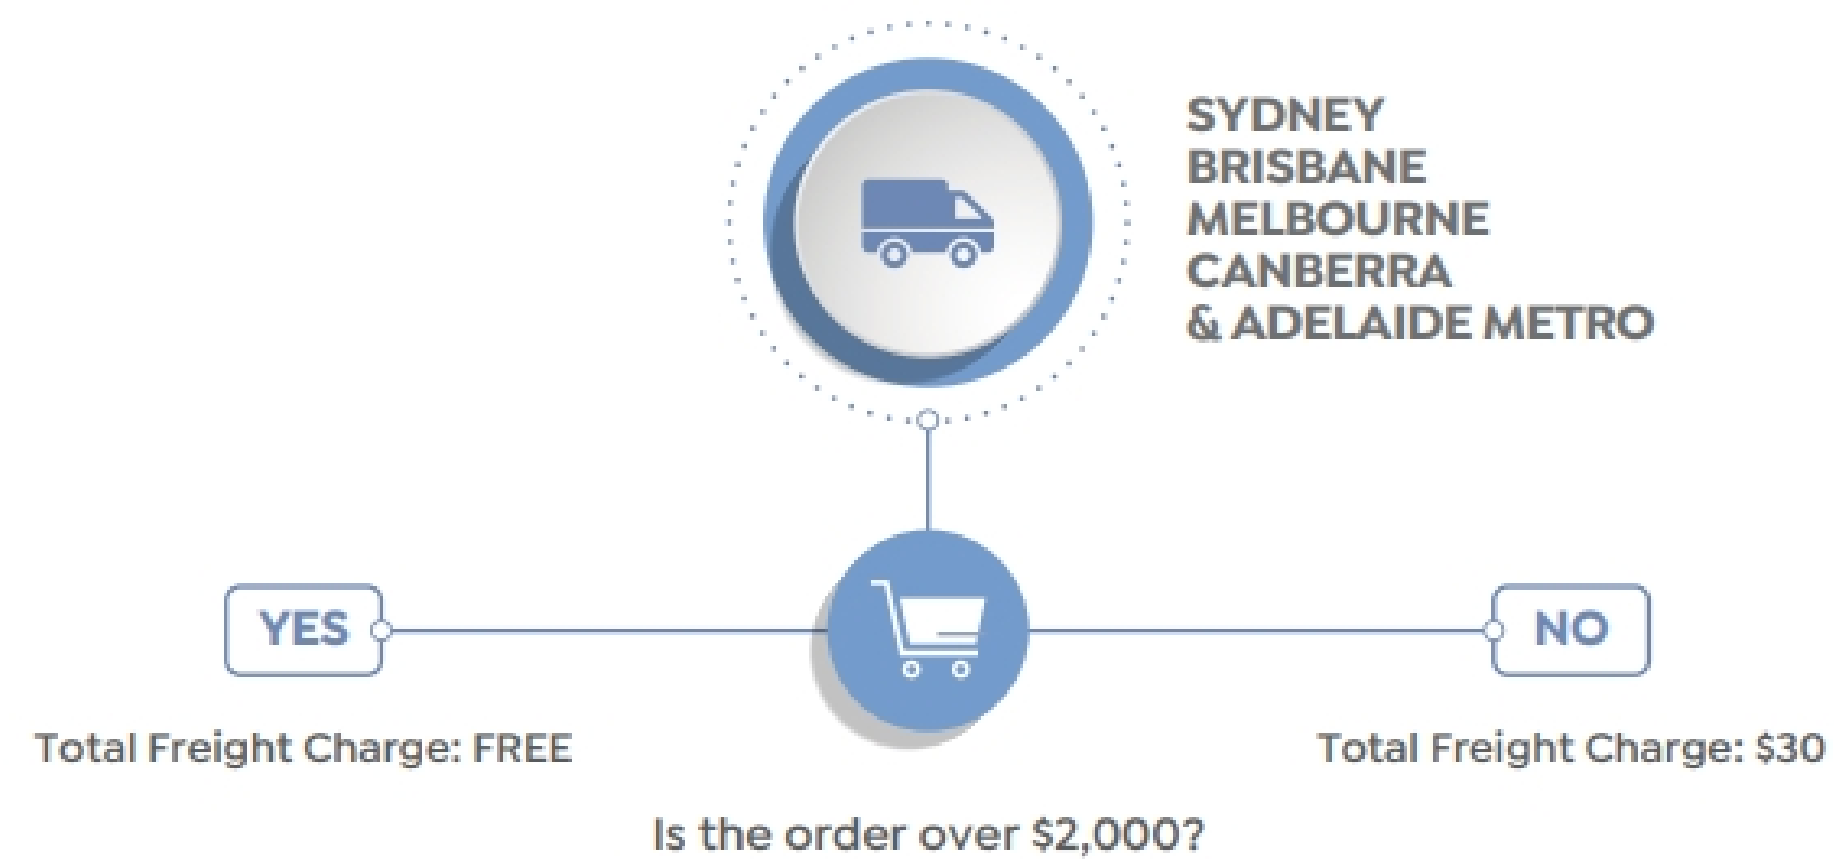 SYDNEY
BRISBANE
MELBOURNE
CANBERRA
& ADELAIDE METRO
YES
NO
Total Freight Charge: FREE
Total Freight Charge: $30
Is the order over $2,000?